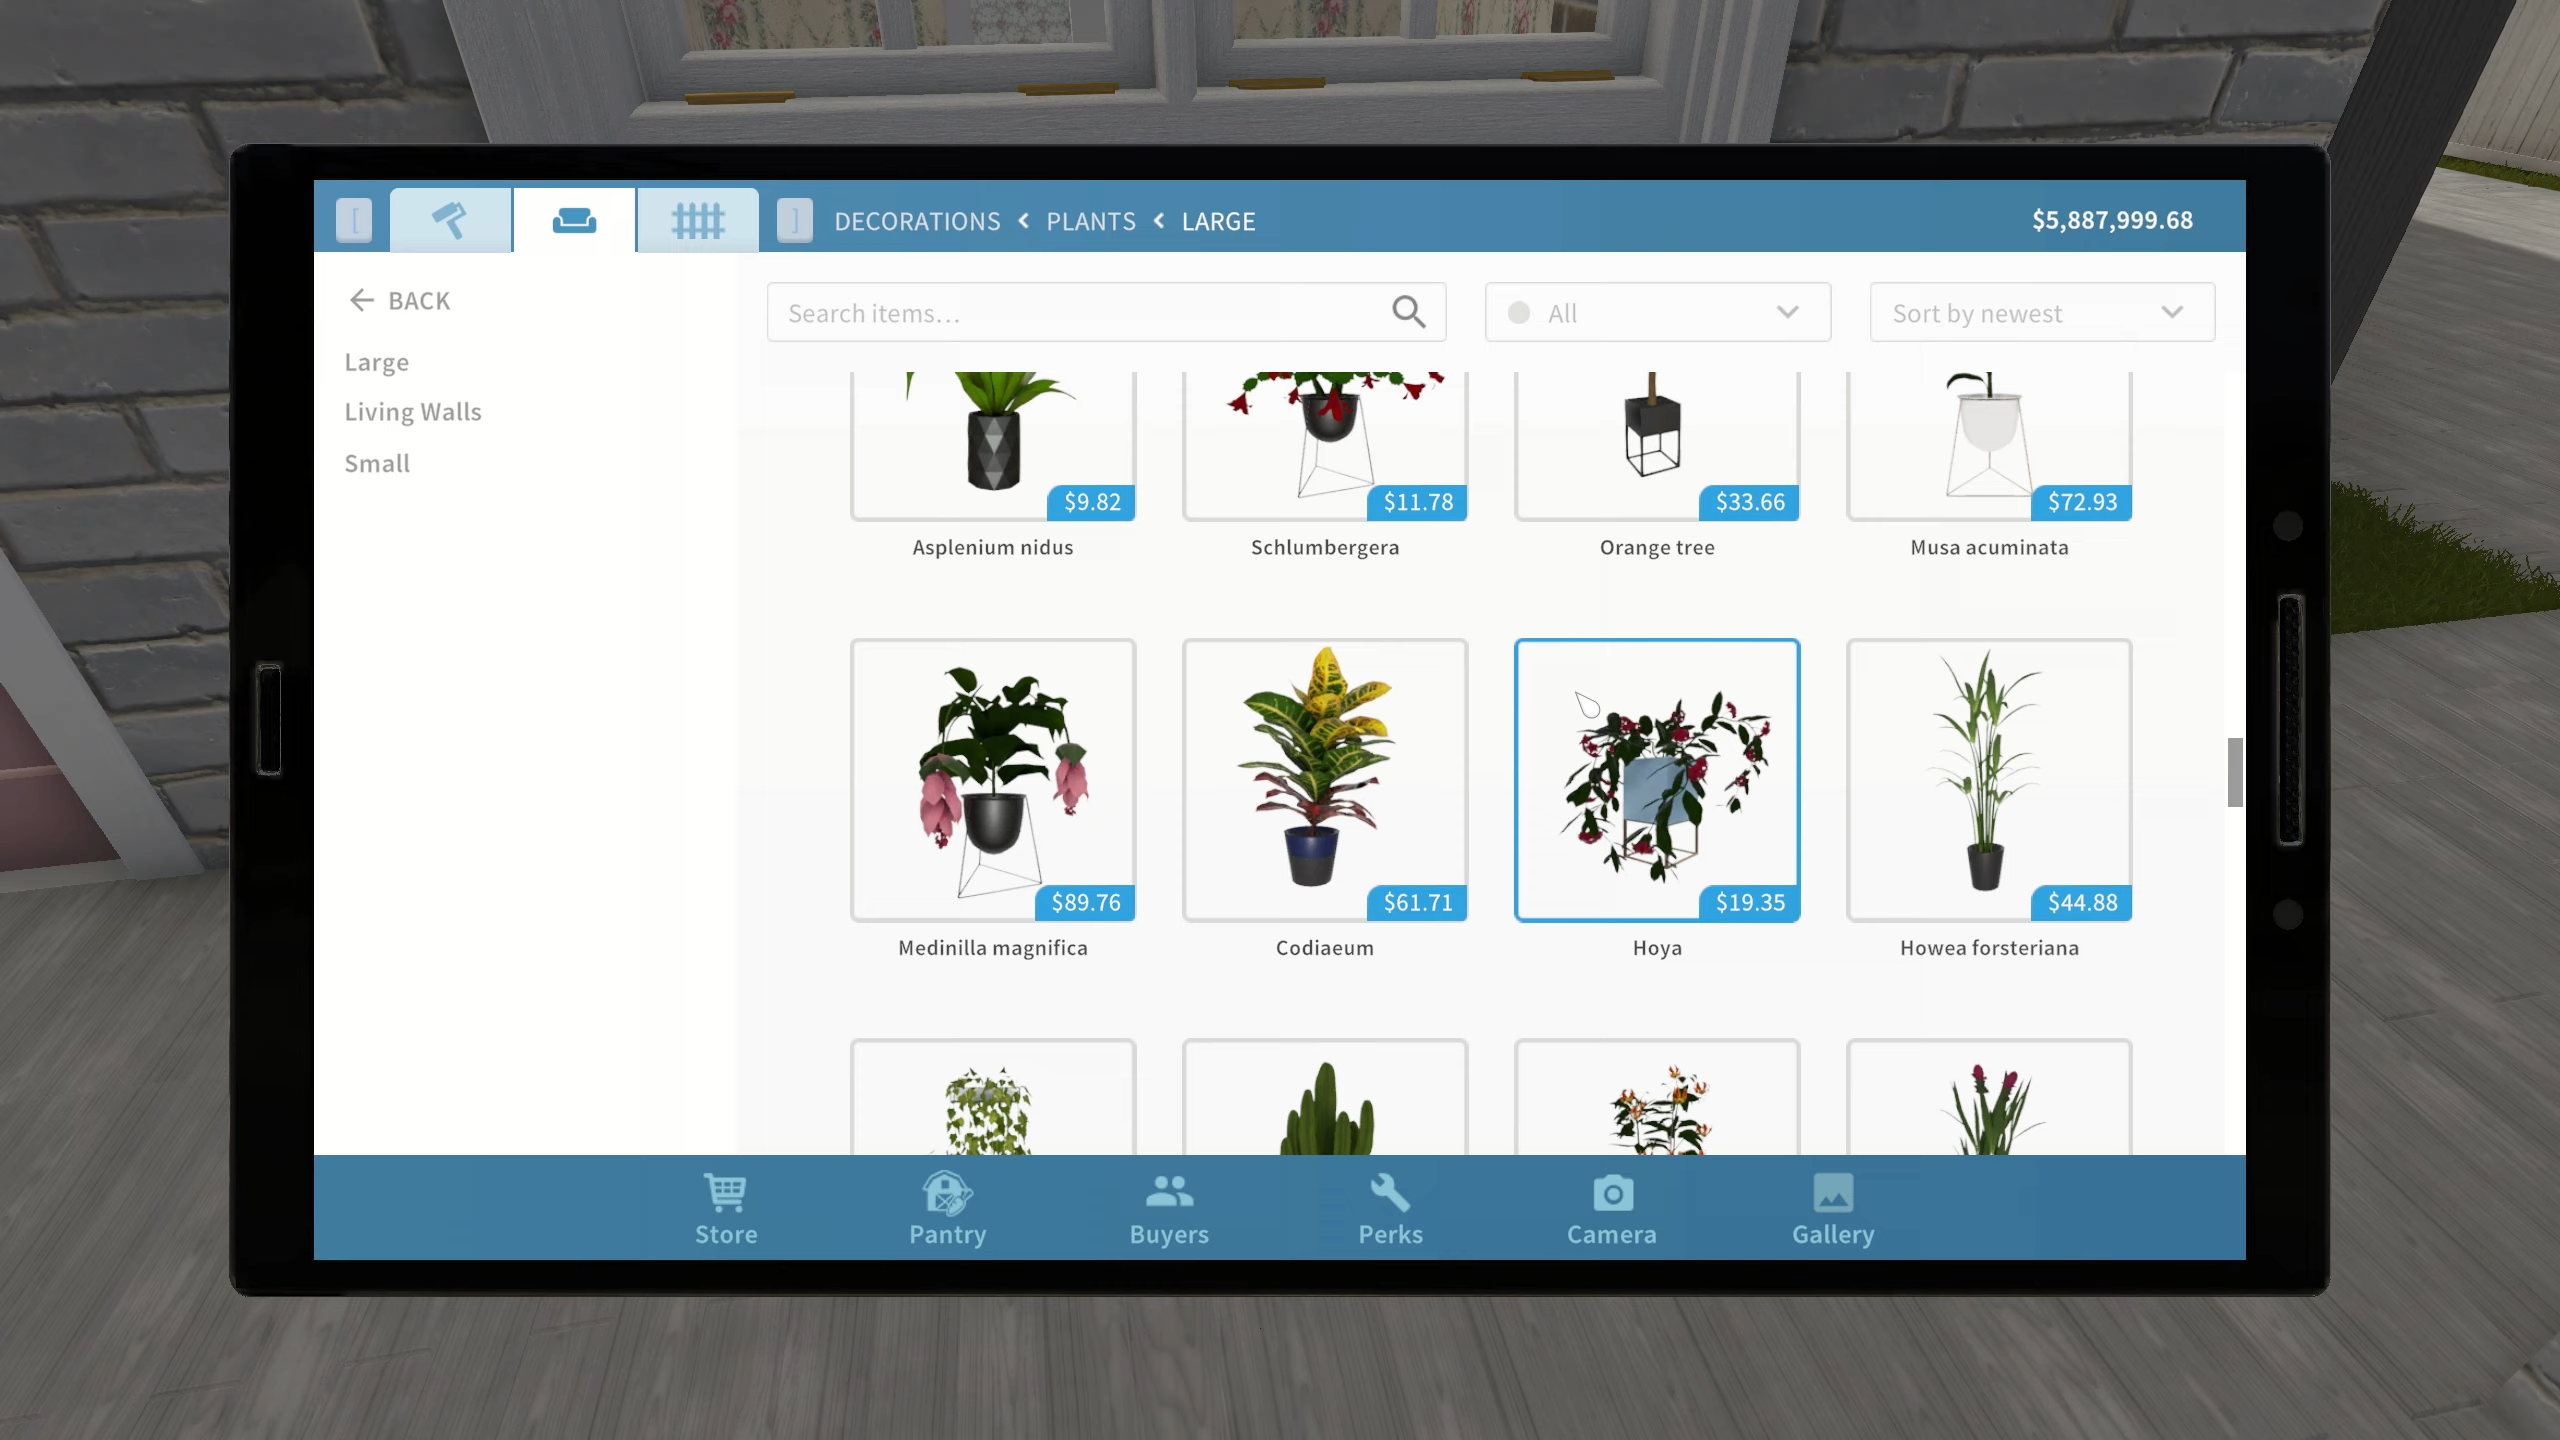 [ ] DECORATIONS < PLANTS < LARGE $5,887,999.68
BACK
Large
Living Walls
Small
Search items...
All
Sort by newest
$9.82 $11.78 $33.66 $72.93
Asplenium nidus Schlumbergera Orange tree Musa acuminata
$89.76 $61.71 $19.35 $44.88
Medinilla magnifica Codiaeum Hoya Howea forsteriana
Store Pantry Buyers Perks Camera Gallery